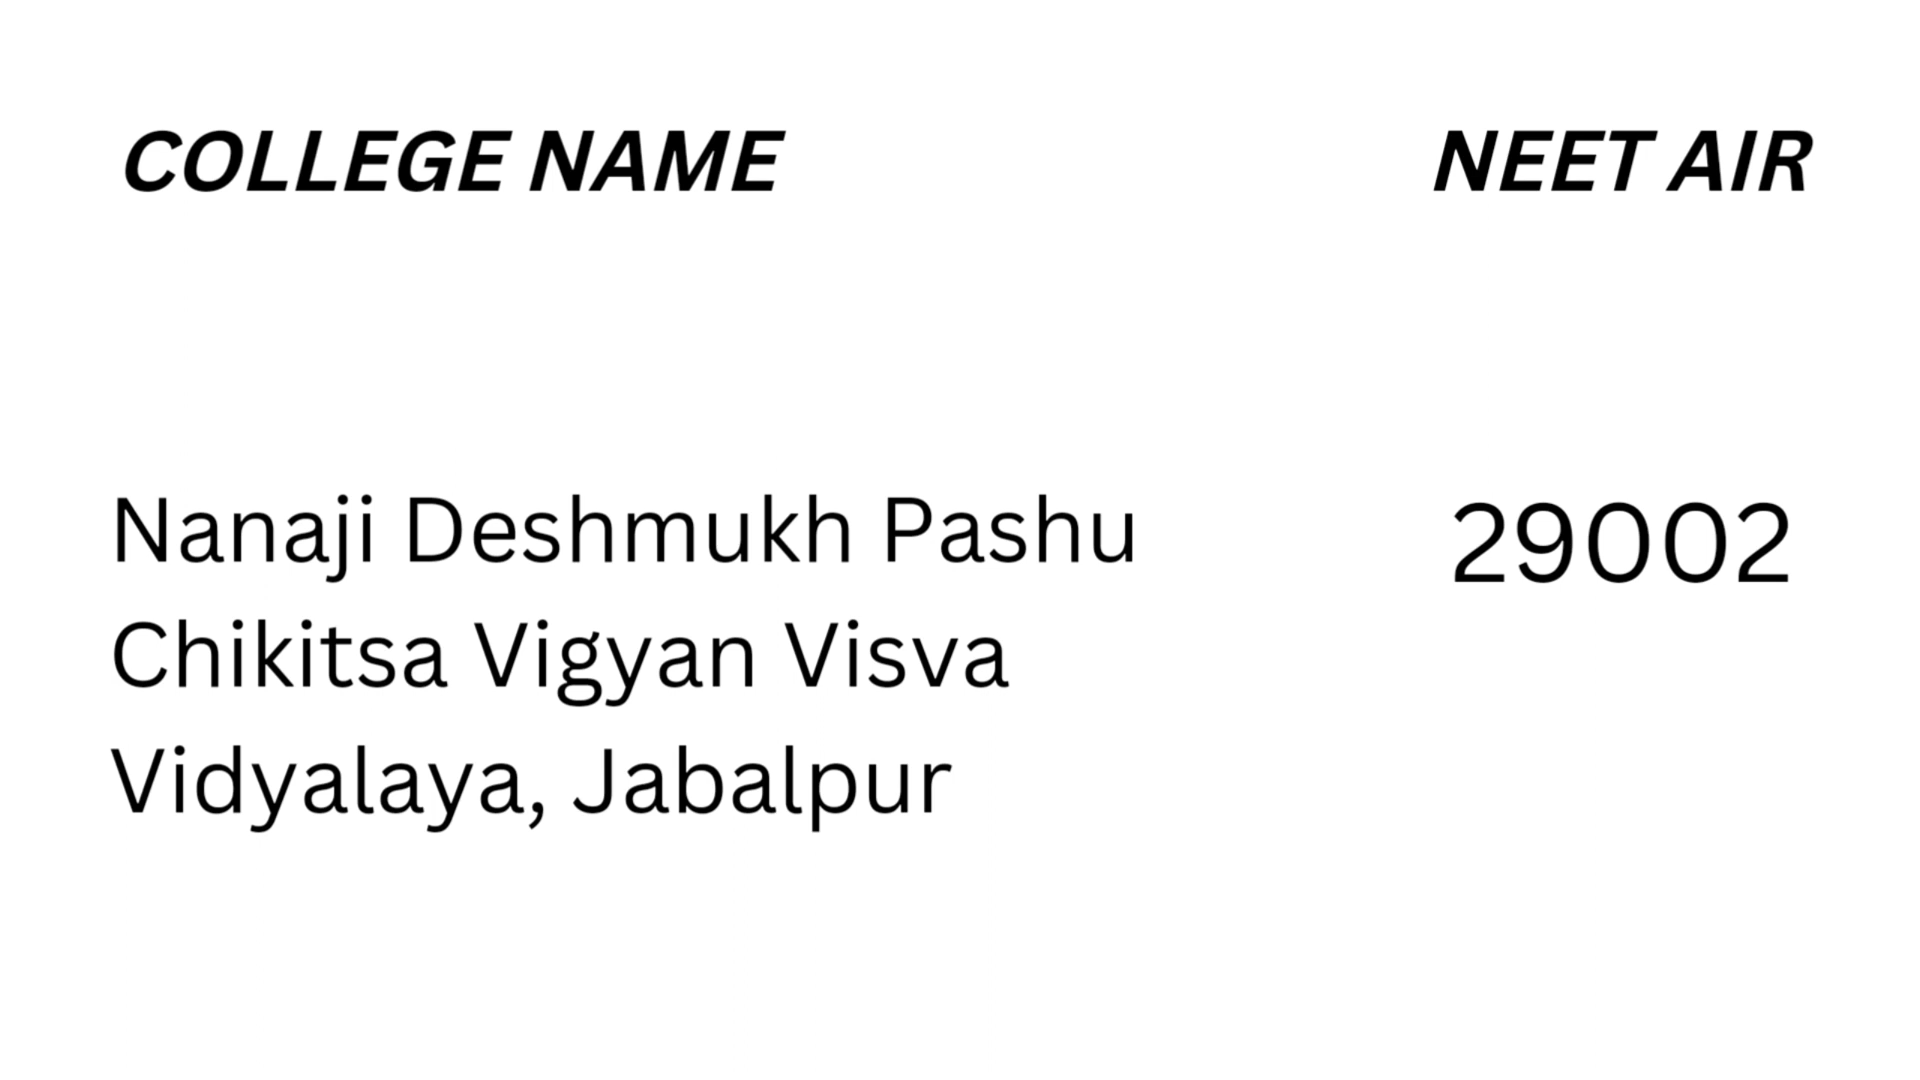 COLLEGE NAME NEET AIR
Nanaji Deshmukh Pashu 29002
Chikitsa Vigyan Visva
Vidyalaya, Jabalpur